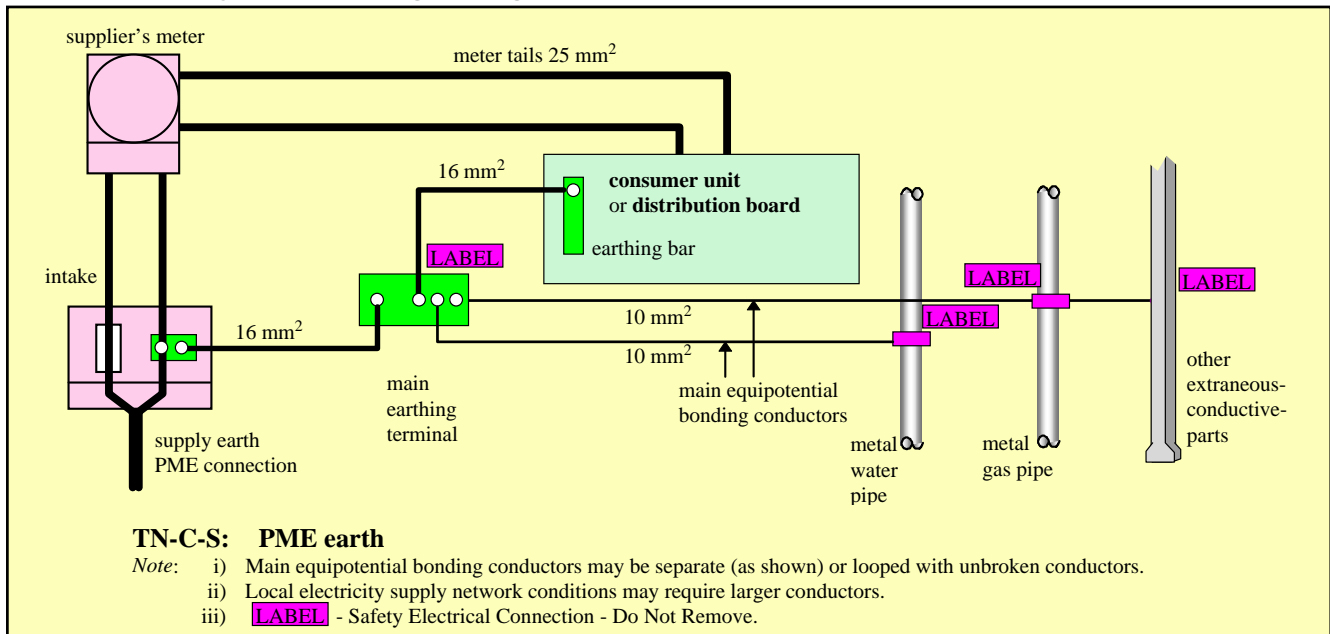 supplier's meter
meter tails 25 mm²
16 mm²
consumer unit
or distribution board
earthing bar
LABEL
intake
LABEL
LABEL
LABEL
16 mm²
10 mm²
10 mm²
main
earthing
terminal
main equipotential
bonding conductors
other
extraneous-
conductive-
parts
supply earth
PME connection
metal
water
pipe
metal
gas pipe
TN-C-S: PME earth
Note: i) Main equipotential bonding conductors may be separate (as shown) or looped with unbroken conductors.
ii) Local electricity supply network conditions may require larger conductors.
iii) LABEL - Safety Electrical Connection - Do Not Remove.